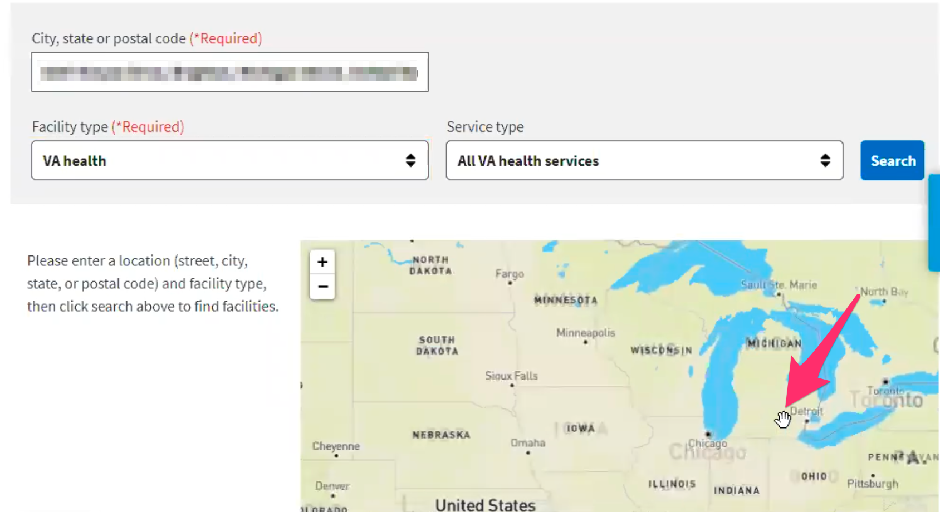 City, state or postal code (*Required)
Facility type (*Required)
Service type
VA health
All VA health services
Search
Please enter a location (street, city,
state, or postal code) and facility type,
then click search above to find facilities.
+
−
NORTH
DAKOTA
Fargo
MINNESOTA
Sault Ste. Marie
North Bay
SOUTH
DAKOTA
Minneapolis
WISCONSIN
MICHIGAN
Sioux Falls
Toronto
Toronto
Detroit
NEBRASKA
IOWA
IOWA
Omaha
Cheyenne
Chicago
Chicago
PA.
Denver
ILLINOIS
INDIANA
OHIO
Pittsburgh
United States